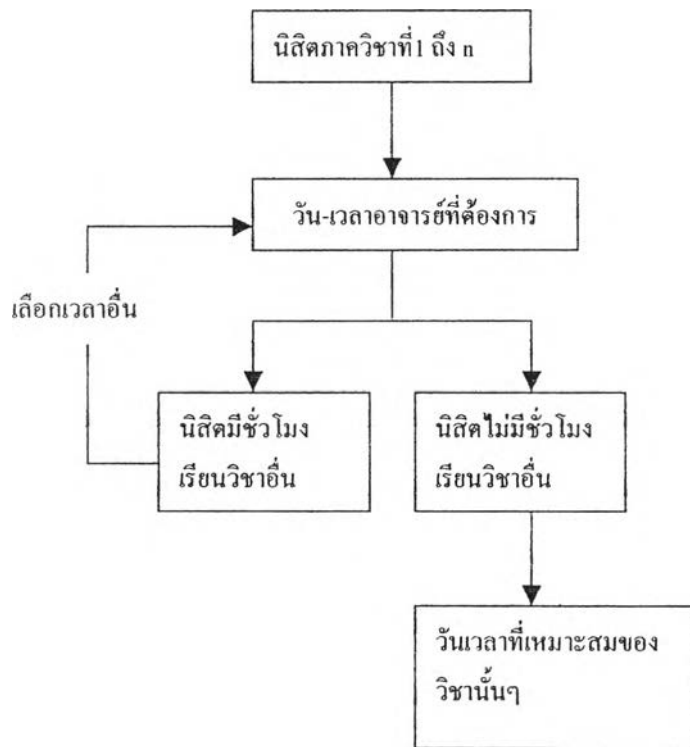 นิสิตภาควิชาที่1 ถึง n
วัน-เวลาอาจารย์ที่ต้องการ
เลือกเวลาอื่น
นิสิตมีชั่วโมง
เรียนวิชาอื่น
นิสิตไม่มีชั่วโมง
เรียนวิชาอื่น
วันเวลาที่เหมาะสมของ
วิชานั้นๆ